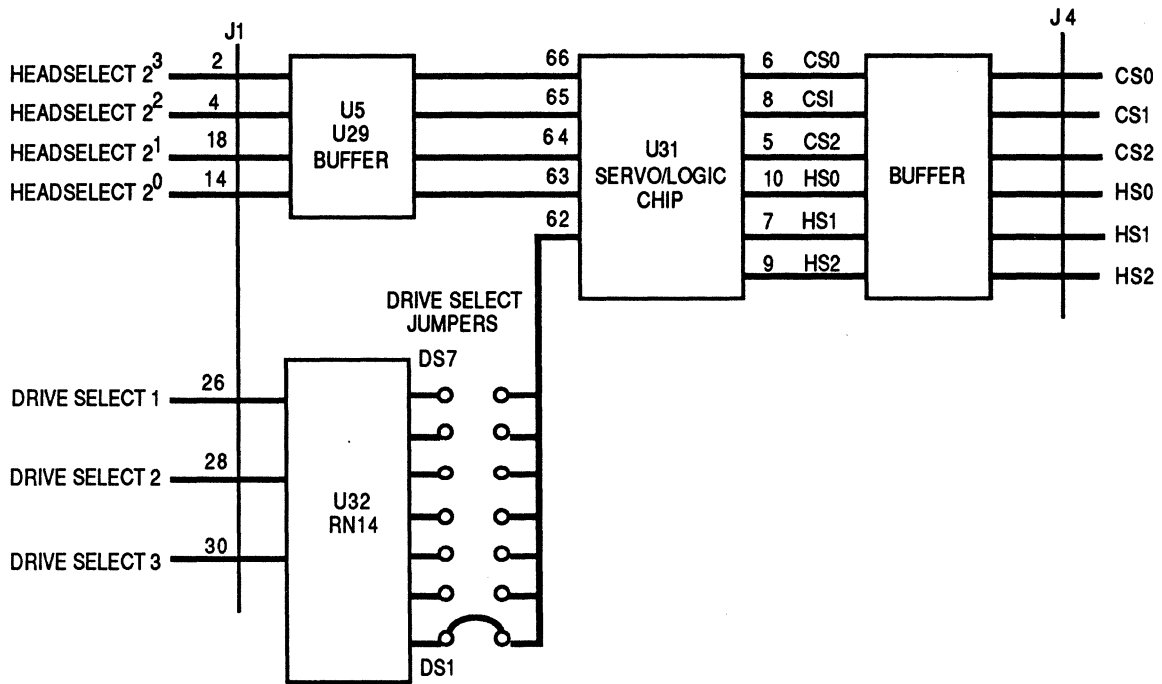 J1
J4
HEADSELECT 2³ 2 66 6 CS0 CS0
HEADSELECT 2² 4 65 8 CSI CS1
HEADSELECT 2¹ 18 64 5 CS2 CS2
HEADSELECT 2⁰ 14 63 10 HS0 HS0
62 7 HS1 HS1
9 HS2 HS2
U5
U29
BUFFER
U31
SERVO/LOGIC
CHIP
BUFFER
DRIVE SELECT
JUMPERS
DS7
DRIVE SELECT 1 26
DRIVE SELECT 2 28
U32
RN14
DRIVE SELECT 3 30
DS1